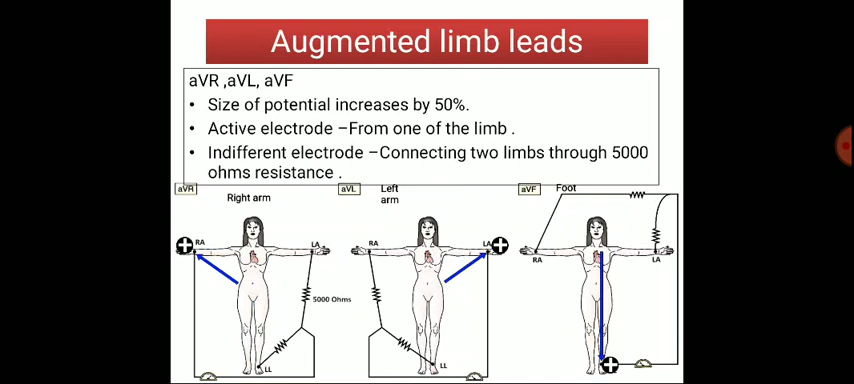 Augmented limb leads
aVR ,aVL, aVF
• Size of potential increases by 50%.
• Active electrode –From one of the limb .
• Indifferent electrode –Connecting two limbs through 5000
ohms resistance .
aVR
Right arm
RA
LA
5000 Ohms
LL
aVL
Left
arm
RA
LA
LL
aVF
Foot
RA
LA